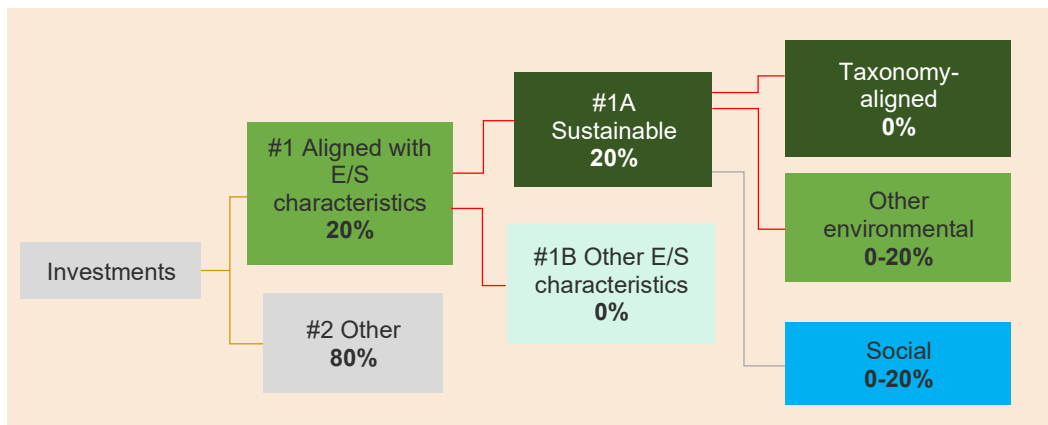 Investments
#1 Aligned with
E/S
characteristics
20%
#2 Other
80%
#1A
Sustainable
20%
#1B Other E/S
characteristics
0%
Taxonomy-
aligned
0%
Other
environmental
0-20%
Social
0-20%